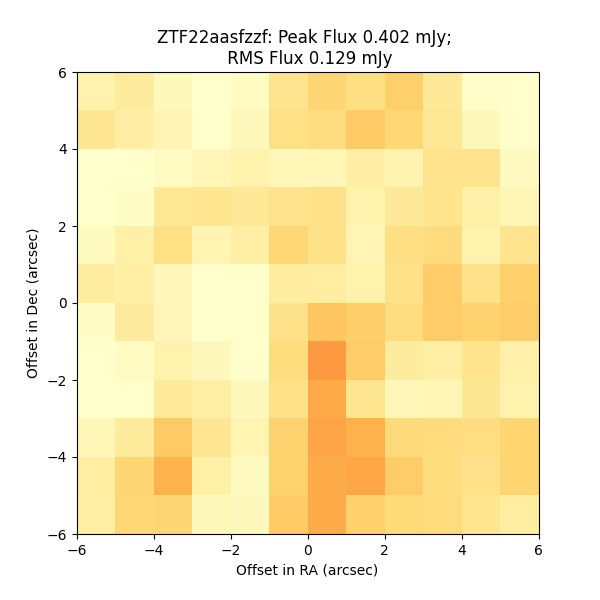 ZTF22aasfzzf: Peak Flux 0.402 mJy;
RMS Flux 0.129 mJy
6
4
2
0
−2
−4
−6
Offset in Dec (arcsec)
−6 −4 −2 0 2 4 6
Offset in RA (arcsec)